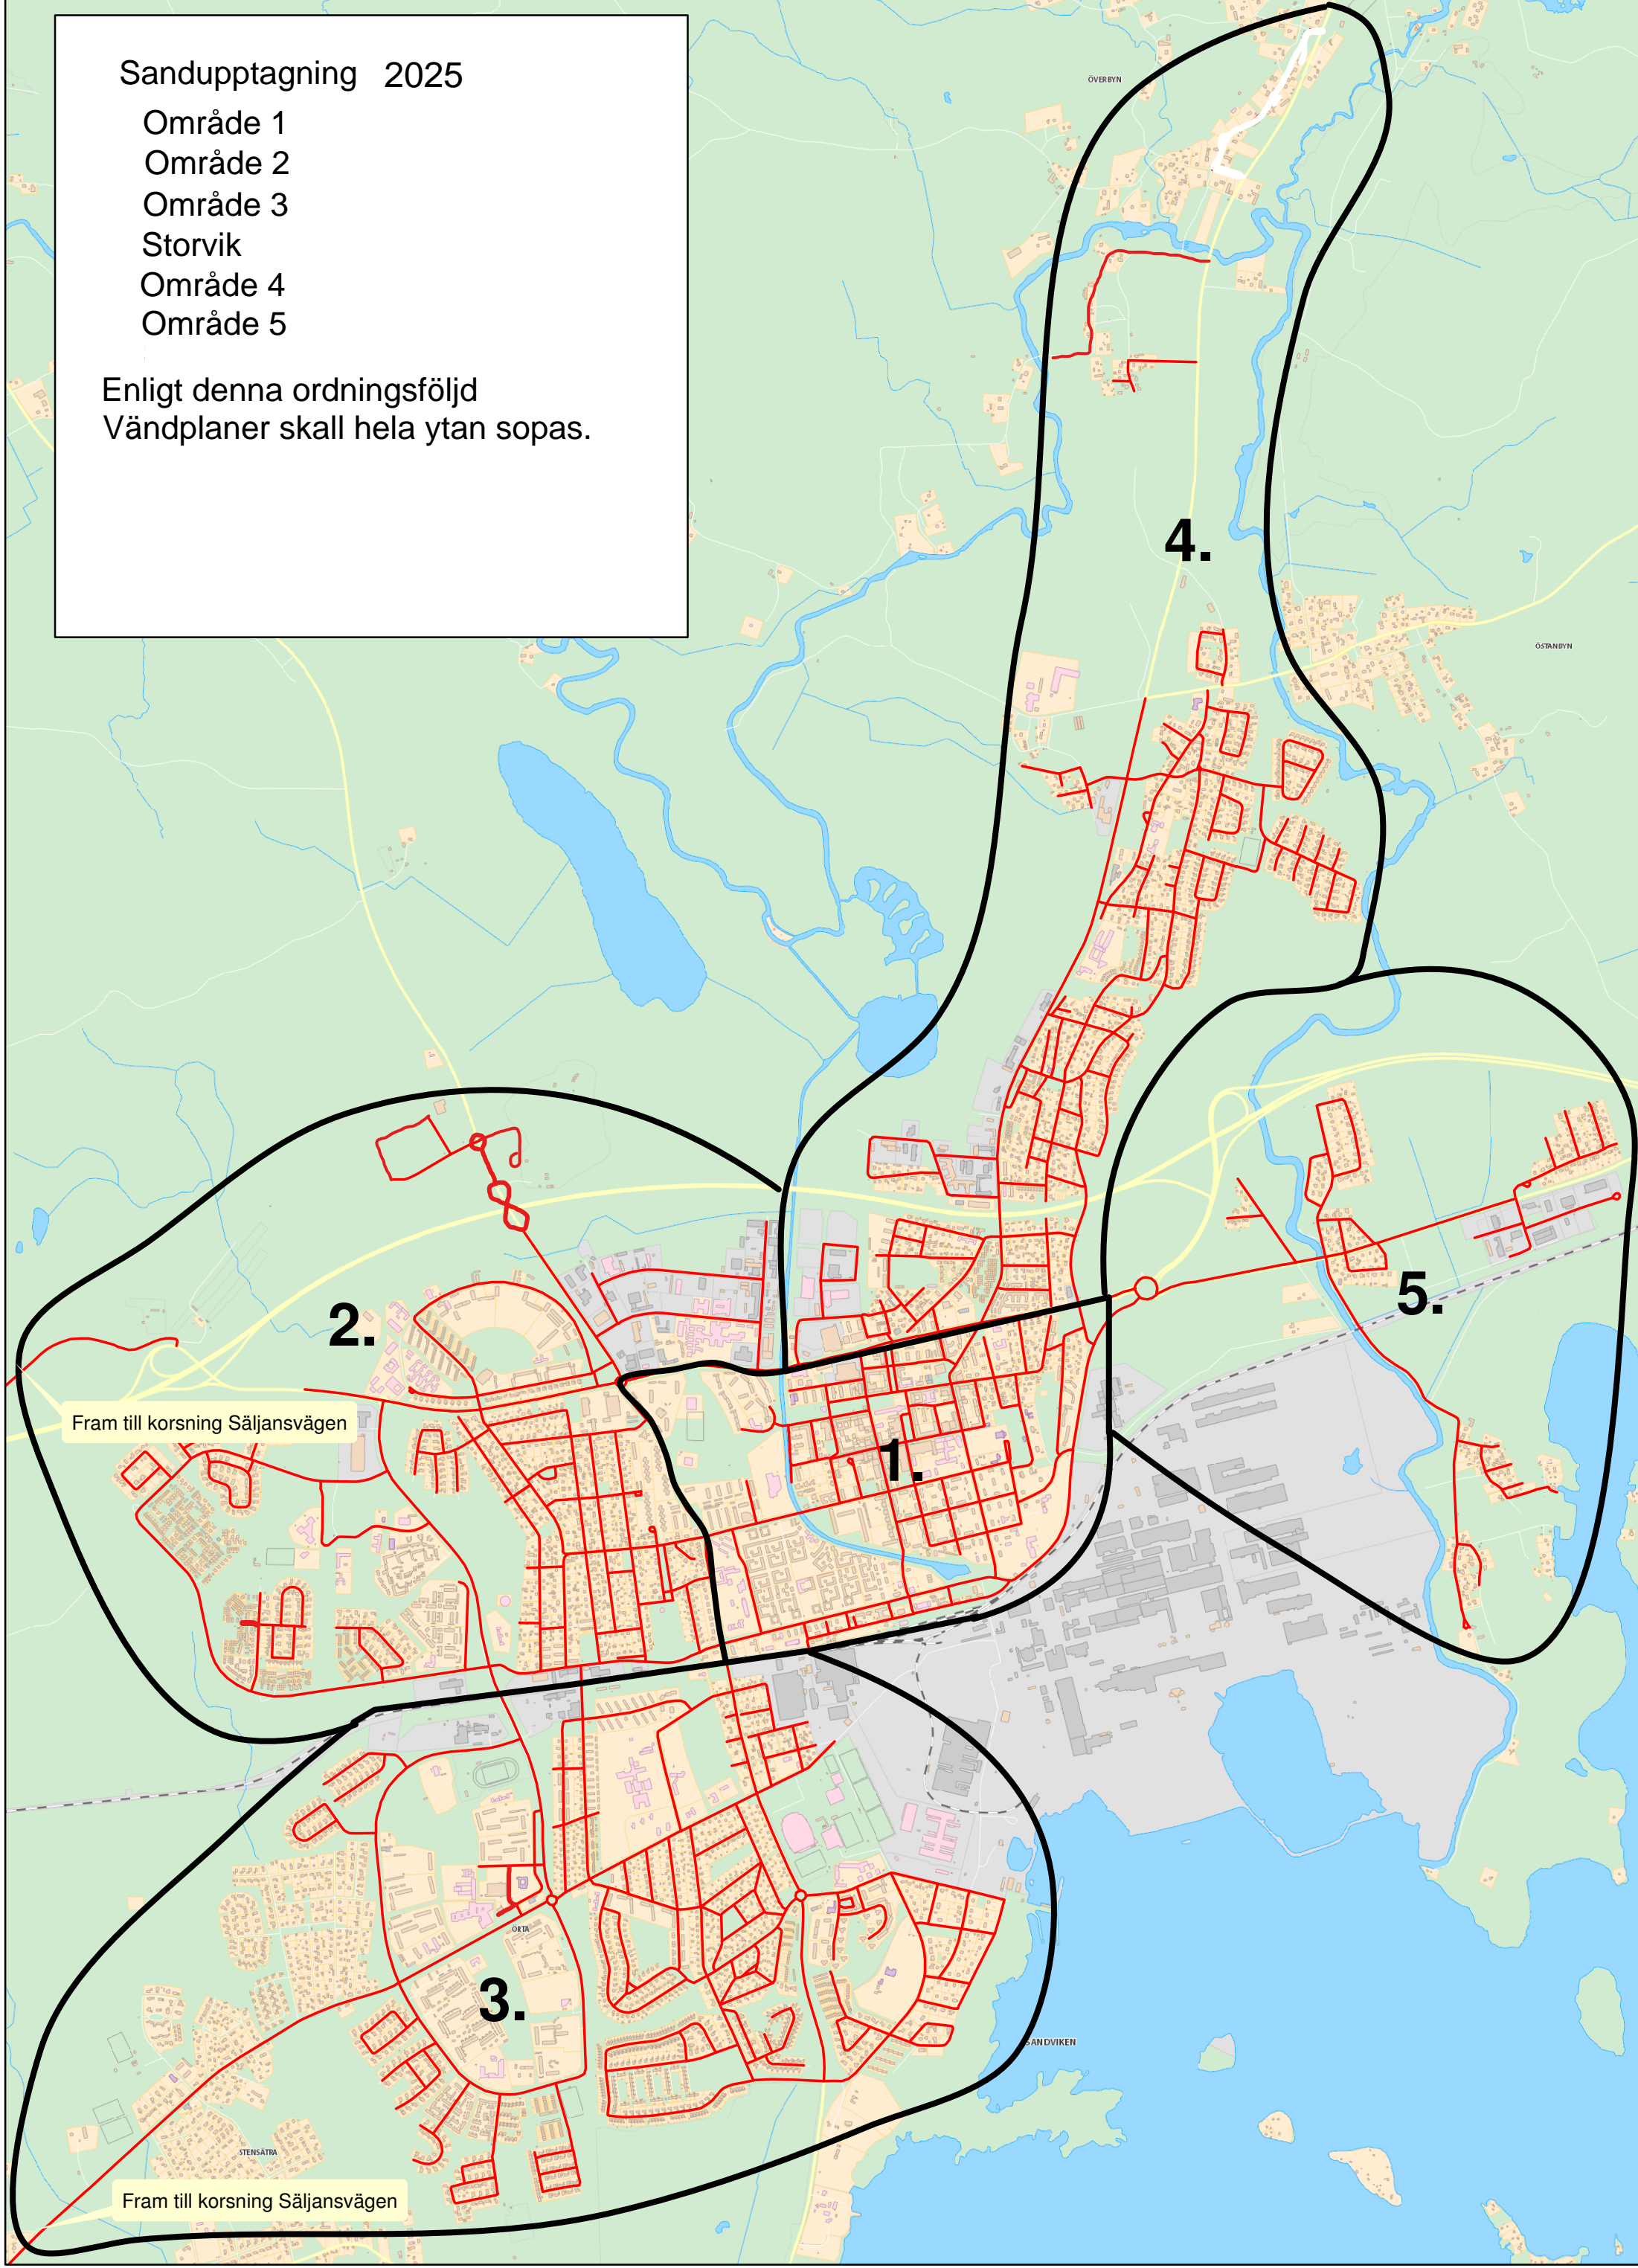 Sandupptagning 2025
Område 1
Område 2
Område 3
Storvik
Område 4
Område 5
Enligt denna ordningsföljd
Vändplaner skall hela ytan sopas.
ÖVERBYN
4.
ÖSTANBYN
2.
5.
Fram till korsning Säljansvägen
1.
ÖRTA
3.
SANDVIKEN
STENSÄTRA
Fram till korsning Säljansvägen